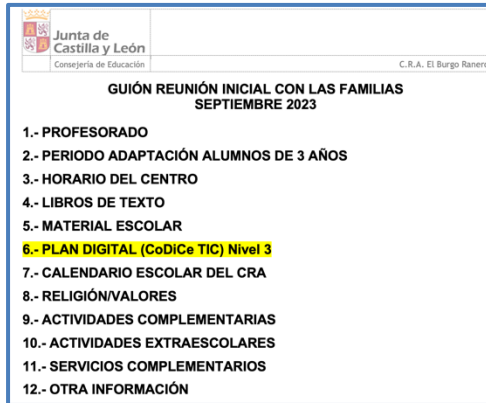 Junta de
Castilla y León
Consejería de Educación
C.R.A. El Burgo Ranero
GUIÓN REUNIÓN INICIAL CON LAS FAMILIAS
SEPTIEMBRE 2023
1.- PROFESORADO
2.- PERIODO ADAPTACIÓN ALUMNOS DE 3 AÑOS
3.- HORARIO DEL CENTRO
4.- LIBROS DE TEXTO
5.- MATERIAL ESCOLAR
6.- PLAN DIGITAL (CoDiCe TIC) Nivel 3
7.- CALENDARIO ESCOLAR DEL CRA
8.- RELIGIÓN/VALORES
9.- ACTIVIDADES COMPLEMENTARIAS
10.- ACTIVIDADES EXTRAESCOLARES
11.- SERVICIOS COMPLEMENTARIOS
12.- OTRA INFORMACIÓN